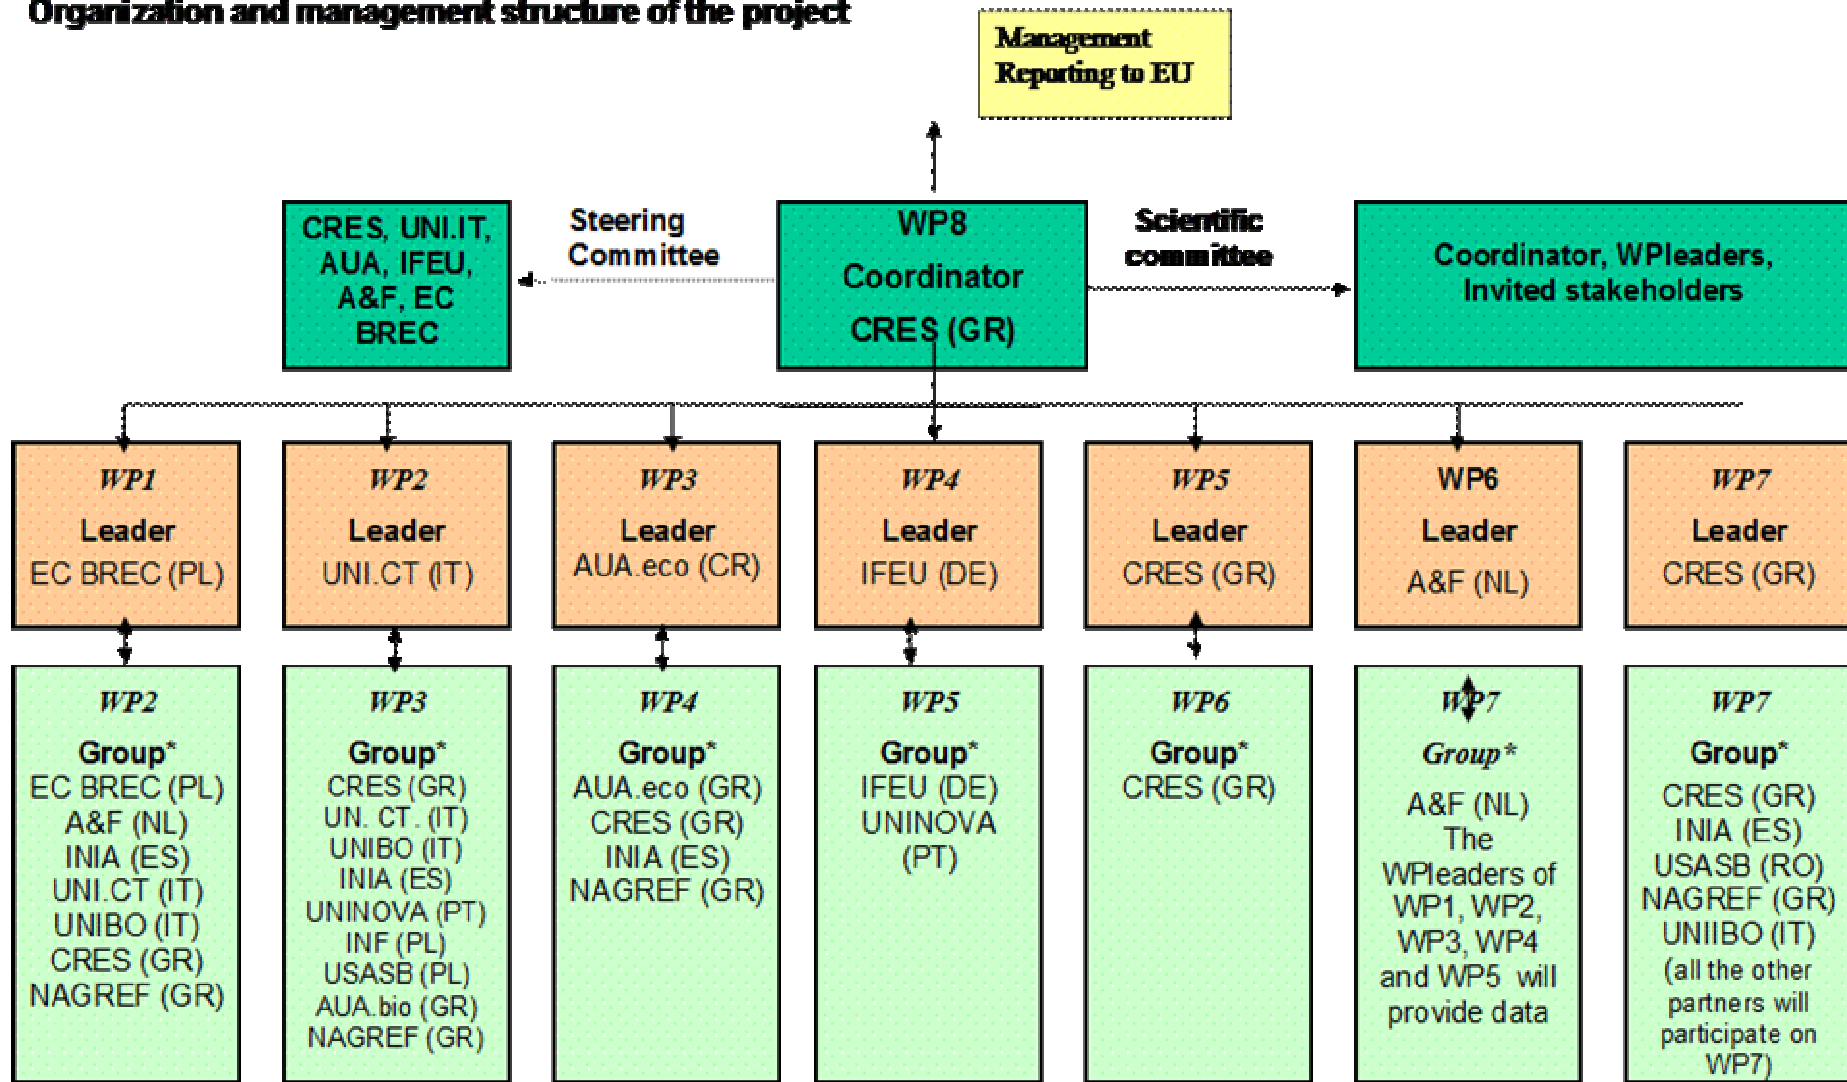 Organization and management structure of the project
Management
Reporting to EU
CRES, UNI.IT,
AUA, IFEU,
A&F, EC
BREC
Steering
Committee
WP8
Coordinator
CRES (GR)
Scientific
committee
Coordinator, WPleaders,
Invited stakeholders
WP1
Leader
EC BREC (PL)
WP2
Leader
UNI.CT (IT)
WP3
Leader
AUA.eco (CR)
WP4
Leader
IFEU (DE)
WP5
Leader
CRES (GR)
WP6
Leader
A&F (NL)
WP7
Leader
CRES (GR)
WP2
Group*
EC BREC (PL)
A&F (NL)
INIA (ES)
UNI.CT (IT)
UNIBO (IT)
CRES (GR)
NAGREF (GR)
WP3
Group*
CRES (GR)
UN. CT. (IT)
UNIBO (IT)
INIA (ES)
UNINOVA (PT)
INF (PL)
USASB (PL)
AUA.bio (GR)
NAGREF (GR)
WP4
Group*
AUA.eco (GR)
CRES (GR)
INIA (ES)
NAGREF (GR)
WP5
Group*
IFEU (DE)
UNINOVA
(PT)
WP6
Group*
CRES (GR)
WP7
Group*
A&F (NL)
The
WPleaders of
WP1, WP2,
WP3, WP4
and WP5 will
provide data
WP7
Group*
CRES (GR)
INIA (ES)
USASB (RO)
NAGREF (GR)
UNIIBO (IT)
(all the other
partners will
participate on
WP7)